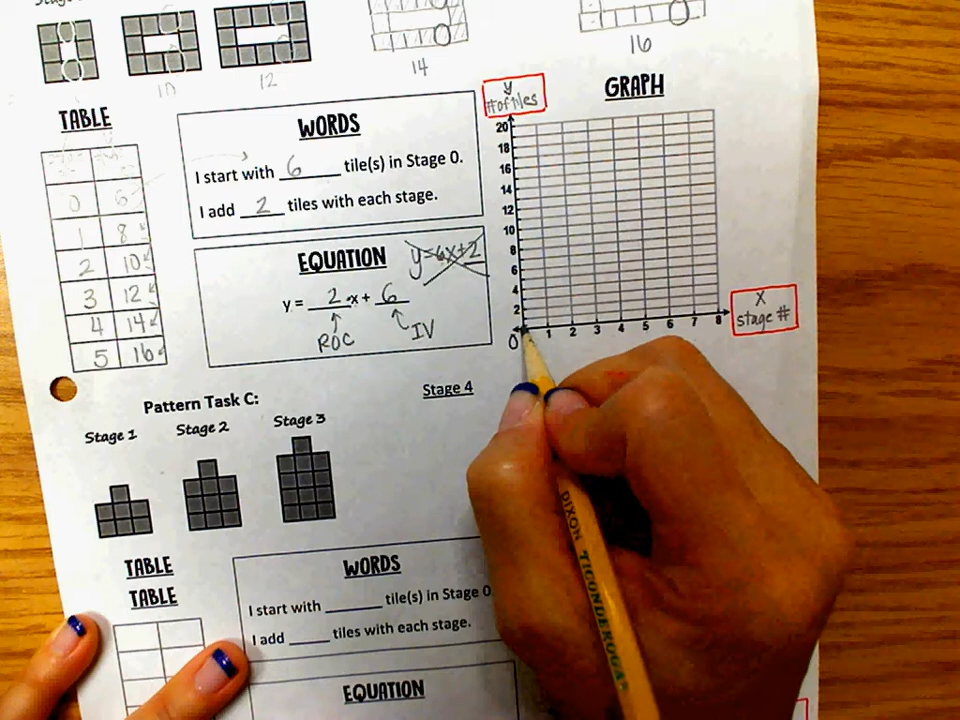 10
12
14
16
TABLE
0 6
1 8
2 10
3 12
4 14
5 16
WORDS
I start with 6 tile(s) in Stage 0.
I add 2 tiles with each stage.
EQUATION
y=6x+2
y = 2 x + 6
ROC
IV
GRAPH
y
# of tiles
20
18
16
14
12
10
8
6
4
2
0
1 2 3 4 5 6 7 8
x
stage #
Pattern Task C:
Stage 1
Stage 2
Stage 3
Stage 4
TABLE
TABLE
WORDS
I start with ______ tile(s) in Stage 0.
I add ____ tiles with each stage.
EQUATION
DIXON TICONDEROGA